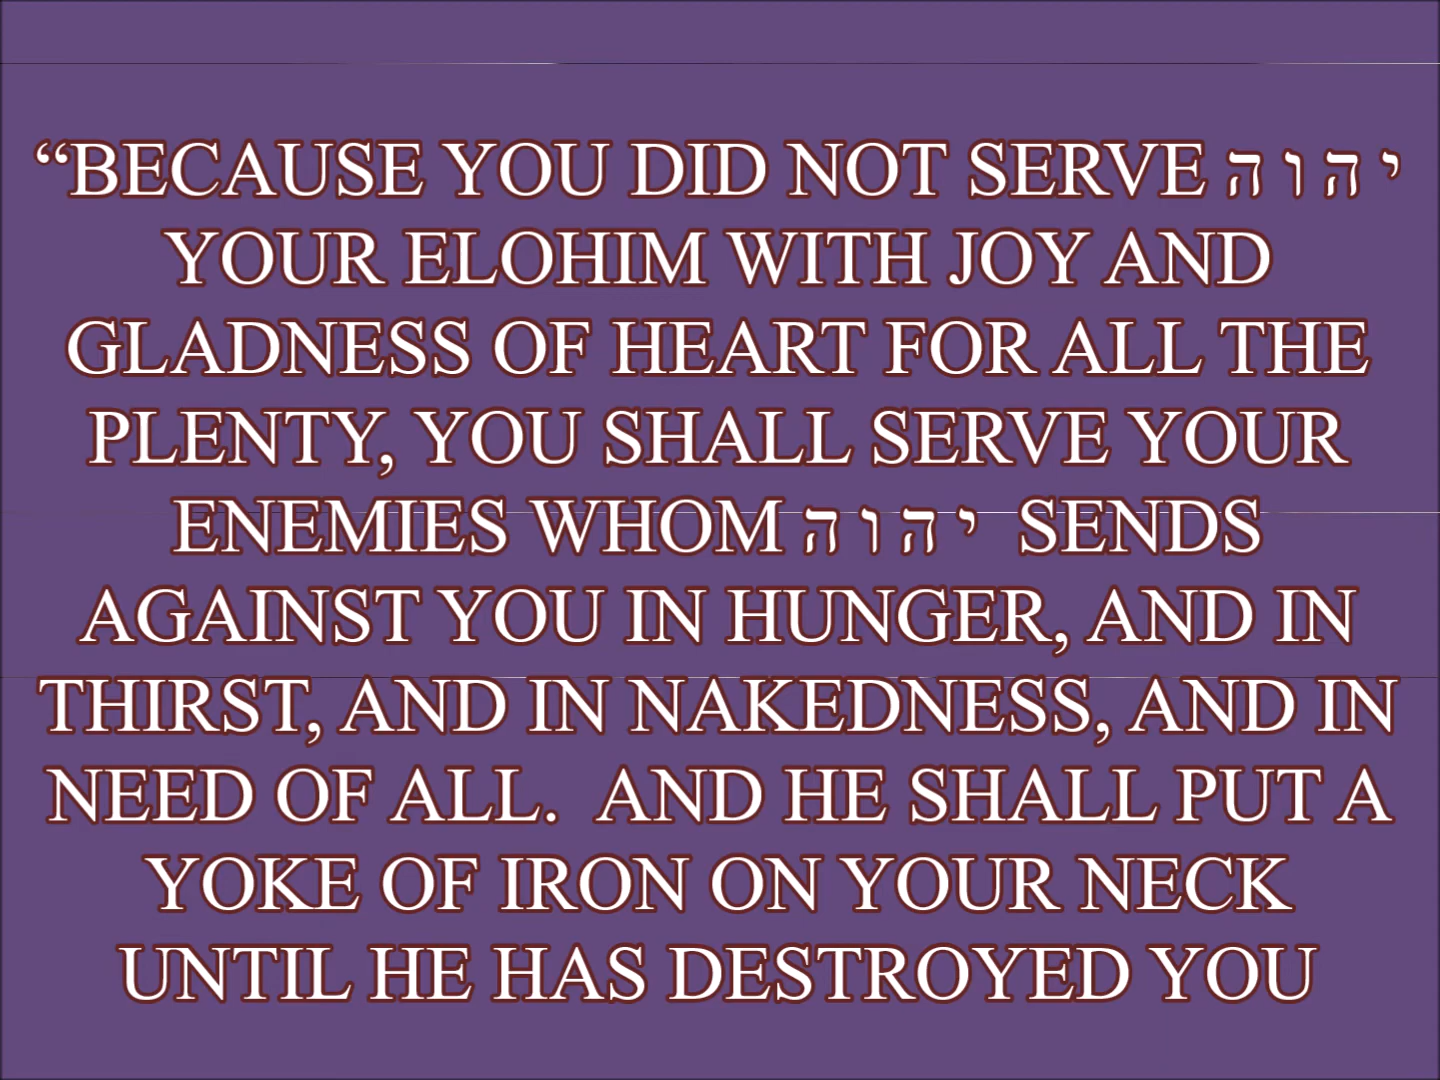 “BECAUSE YOU DID NOT SERVE יהוה
YOUR ELOHIM WITH JOY AND
GLADNESS OF HEART FOR ALL THE
PLENTY, YOU SHALL SERVE YOUR
ENEMIES WHOM יהוה SENDS
AGAINST YOU IN HUNGER, AND IN
THIRST, AND IN NAKEDNESS, AND IN
NEED OF ALL.  AND HE SHALL PUT A
YOKE OF IRON ON YOUR NECK
UNTIL HE HAS DESTROYED YOU